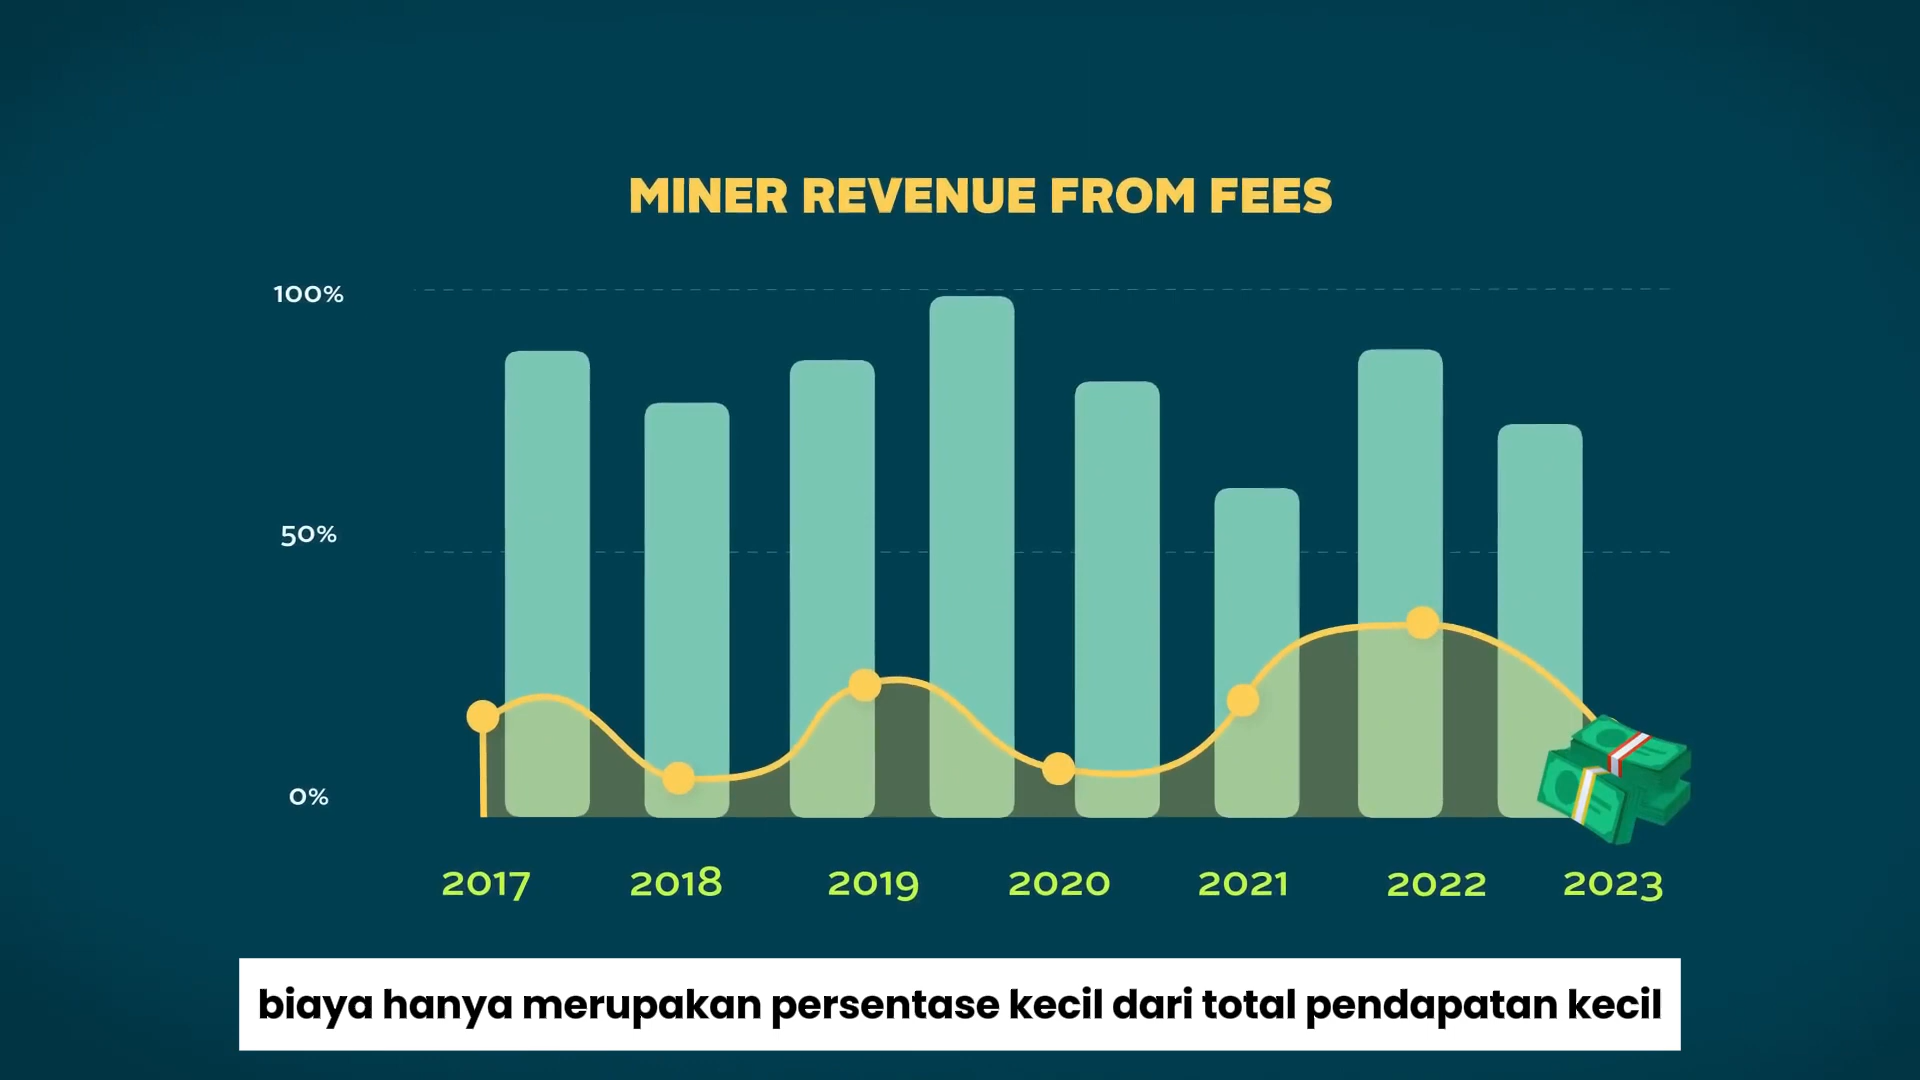 MINER REVENUE FROM FEES
100%
50%
0%
2017 2018 2019 2020 2021 2022 2023
biaya hanya merupakan persentase kecil dari total pendapatan kecil